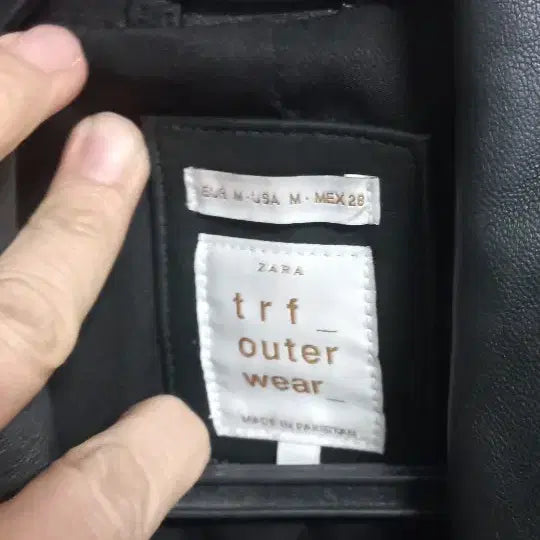 EUR M · USA M · MEX 28
ZARA
trf_
outer
wear_
MADE IN PAKISTAN